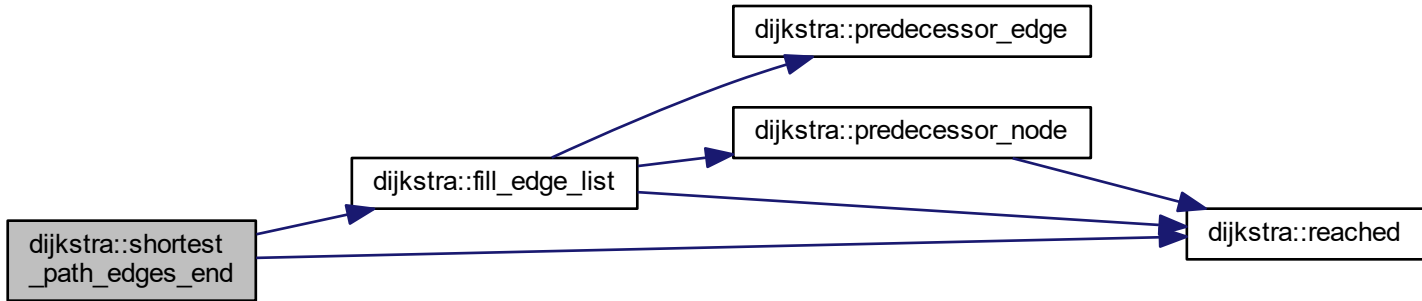 dijkstra::predecessor_edge
dijkstra::predecessor_node
dijkstra::fill_edge_list
dijkstra::shortest
_path_edges_end
dijkstra::reached